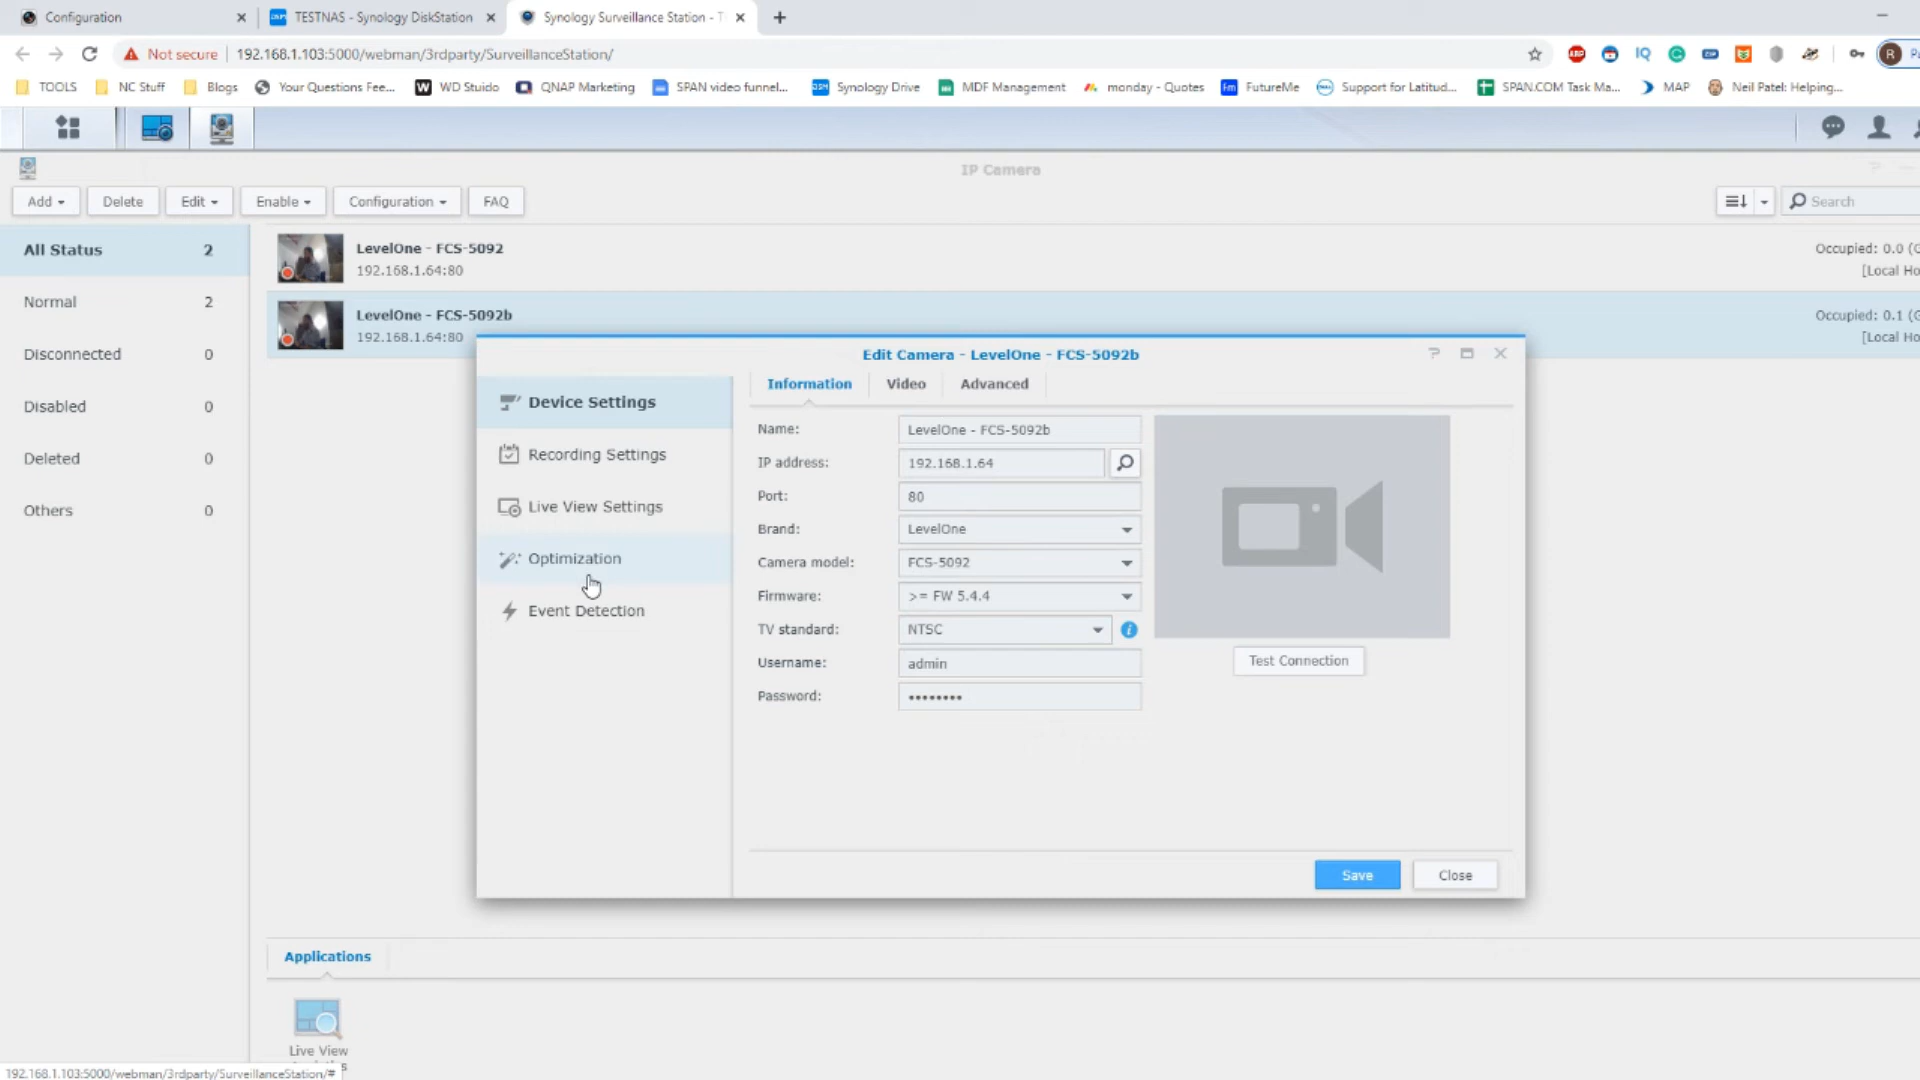 Configuration
TESTNAS - Synology DiskStation
Synology Surveillance Station - T
Not secure
192.168.1.103:5000/webman/3rdparty/SurveillanceStation/
ABP
IQ
R
TOOLS
NC Stuff
Blogs
Your Questions Fee...
WD Stuido
QNAP Marketing
SPAN video funnel...
Synology Drive
MDF Management
monday - Quotes
FutureMe
Support for Latitud...
SPAN.COM Task Ma...
MAP
Neil Patel: Helping...
IP Camera
Add
Delete
Edit
Enable
Configuration
FAQ
Search
All Status 2
Normal 2
Disconnected 0
Disabled 0
Deleted 0
Others 0
LevelOne - FCS-5092
192.168.1.64:80
Occupied: 0.0 (G
[Local Ho
LevelOne - FCS-5092b
192.168.1.64:80
Occupied: 0.1 (G
[Local Ho
Edit Camera - LevelOne - FCS-5092b
Device Settings
Recording Settings
Live View Settings
Optimization
Event Detection
Information
Video
Advanced
Name: LevelOne - FCS-5092b
IP address: 192.168.1.64
Port: 80
Brand: LevelOne
Camera model: FCS-5092
Firmware: >= FW 5.4.4
TV standard: NTSC
Username: admin
Password: ••••••••
Test Connection
Save
Close
Applications
Live View
192.168.1.103:5000/webman/3rdparty/SurveillanceStation/#